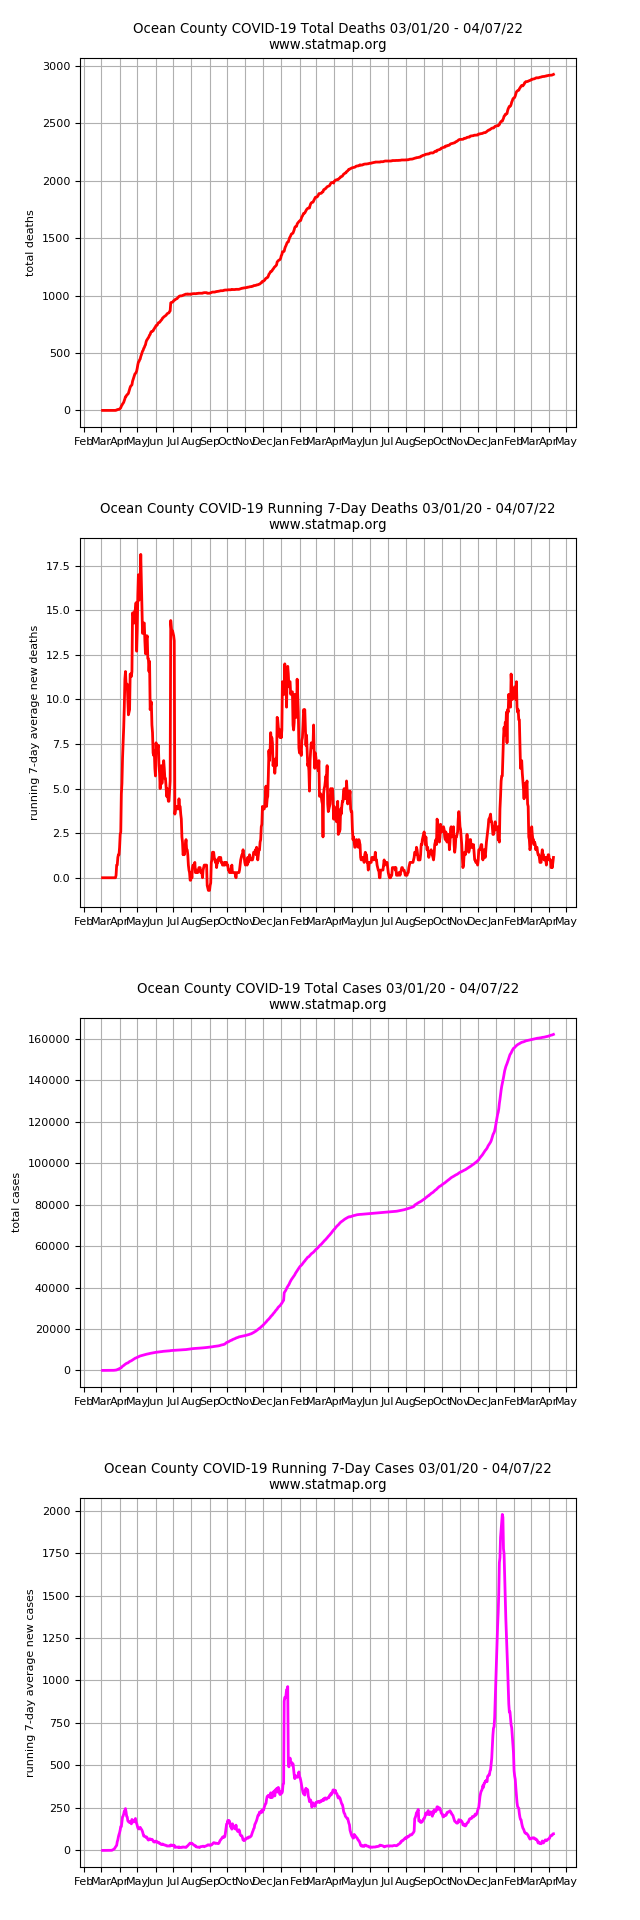 Ocean County COVID-19 Total Deaths 03/01/20 - 04/07/22
www.statmap.org
3000
2500
2000
1500
1000
500
0
total deaths
Feb Mar Apr May Jun Jul Aug Sep Oct Nov Dec Jan Feb Mar Apr May Jun Jul Aug Sep Oct Nov Dec Jan Feb Mar Apr May
Ocean County COVID-19 Running 7-Day Deaths 03/01/20 - 04/07/22
www.statmap.org
17.5
15.0
12.5
10.0
7.5
5.0
2.5
0.0
running 7-day average new deaths
Feb Mar Apr May Jun Jul Aug Sep Oct Nov Dec Jan Feb Mar Apr May Jun Jul Aug Sep Oct Nov Dec Jan Feb Mar Apr May
Ocean County COVID-19 Total Cases 03/01/20 - 04/07/22
www.statmap.org
160000
140000
120000
100000
80000
60000
40000
20000
0
total cases
Feb Mar Apr May Jun Jul Aug Sep Oct Nov Dec Jan Feb Mar Apr May Jun Jul Aug Sep Oct Nov Dec Jan Feb Mar Apr May
Ocean County COVID-19 Running 7-Day Cases 03/01/20 - 04/07/22
www.statmap.org
2000
1750
1500
1250
1000
750
500
250
0
running 7-day average new cases
Feb Mar Apr May Jun Jul Aug Sep Oct Nov Dec Jan Feb Mar Apr May Jun Jul Aug Sep Oct Nov Dec Jan Feb Mar Apr May